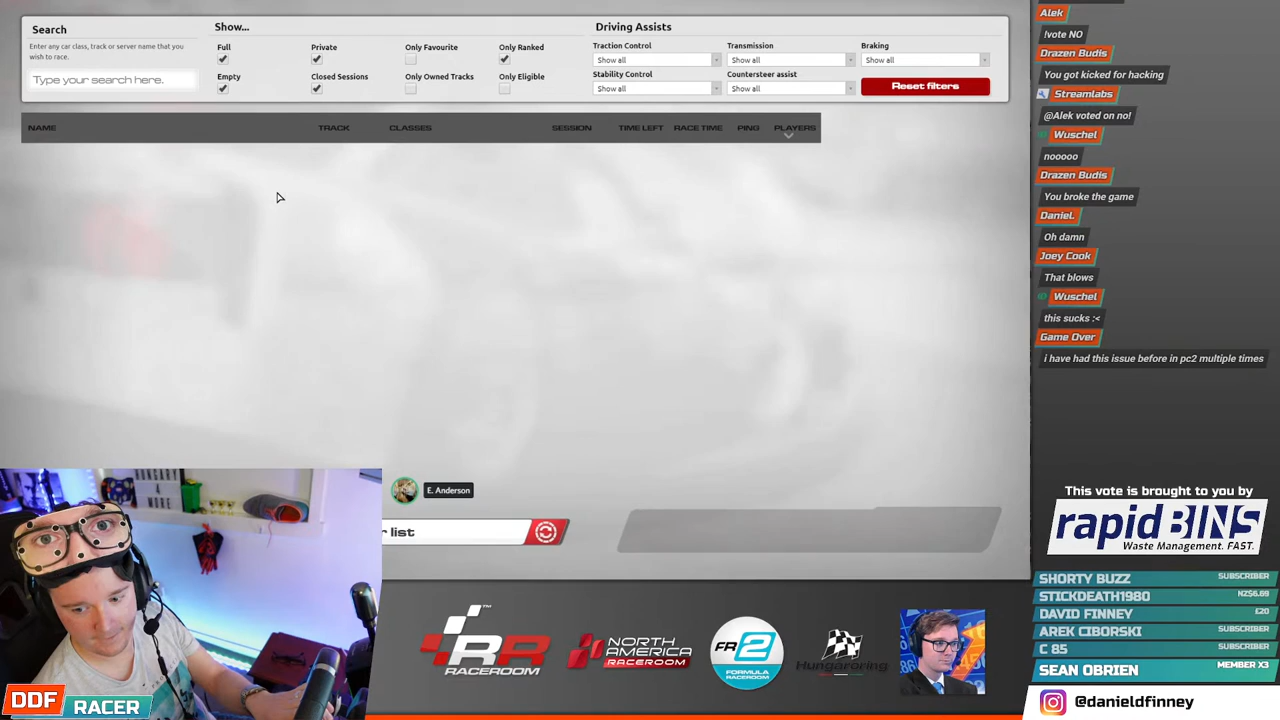 Search
Enter any car class, track or server name that you
wish to race.
Type your search here.
Show...
Full
Private
Only Favourite
Only Ranked
Empty
Closed Sessions
Only Owned Tracks
Only Eligible
Driving Assists
Traction Control
Transmission
Braking
Show all
Show all
Show all
Stability Control
Countersteer assist
Show all
Show all
Reset filters
NAME
TRACK
CLASSES
SESSION
TIME LEFT
RACE TIME
PING
PLAYERS
E. Anderson
r list
Alek
!vote NO
Drazen Budis
You got kicked for hacking
Streamlabs
@Alek voted on no!
Wuschel
nooooo
Drazen Budis
You broke the game
Daniel.
Oh damn
Joey Cook
That blows
Wuschel
this sucks :<
Game Over
i have had this issue before in pc2 multiple times
This vote is brought to you by
rapidBINS
Waste Management. FAST.
SHORTY BUZZ SUBSCRIBER
STICKDEATH1980 NZ$6.69
DAVID FINNEY £20
AREK CIBORSKI SUBSCRIBER
C 85 SUBSCRIBER
SEAN OBRIEN MEMBER X3
@danieldfinney
RR™
RACEROOM
NORTH
AMERICA
RACEROOM
FR2
FORMULA
RACEROOM
Hungaroring
DDF RACER